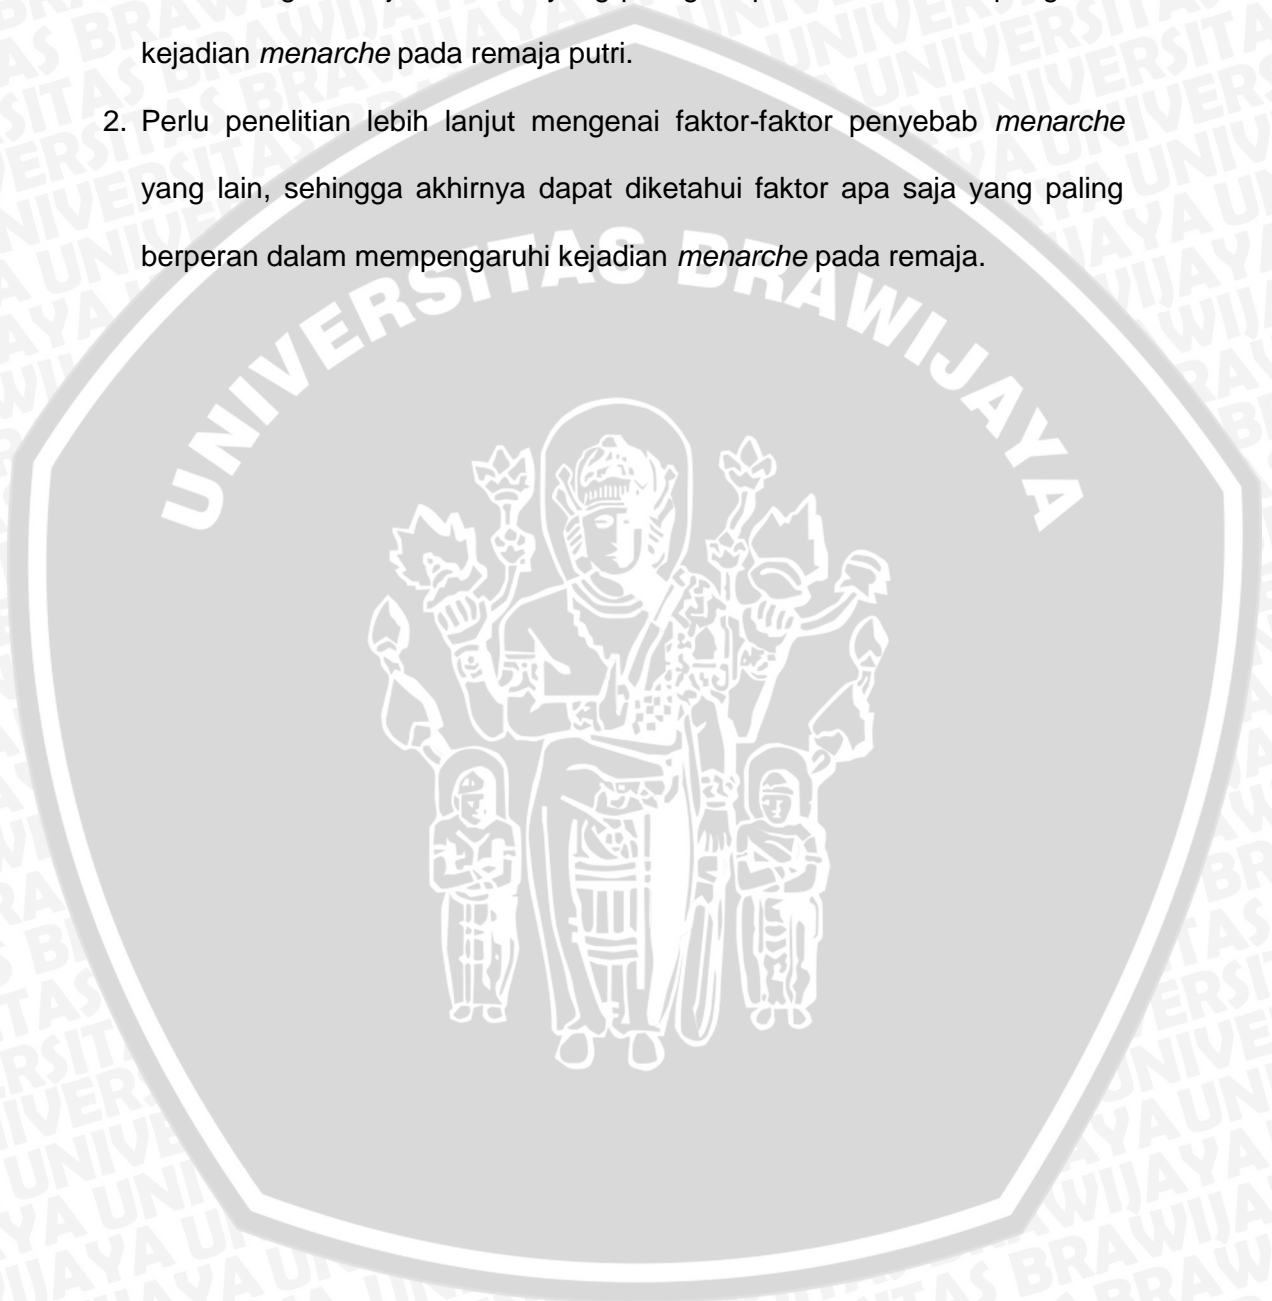 kejadian menarche pada remaja putri.
2. Perlu penelitian lebih lanjut mengenai faktor-faktor penyebab menarche
yang lain, sehingga akhirnya dapat diketahui faktor apa saja yang paling
berperan dalam mempengaruhi kejadian menarche pada remaja.
UNIVERSITAS BRAWIJAYA